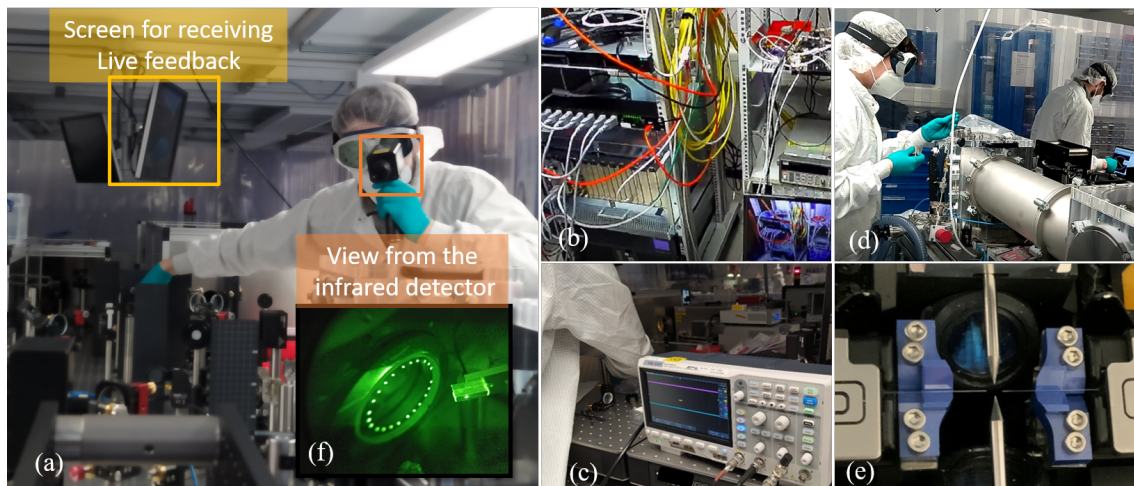 Screen for receiving
Live feedback
View from the
infrared detector
(a)
(f)
(b)
(c)
(d)
(e)